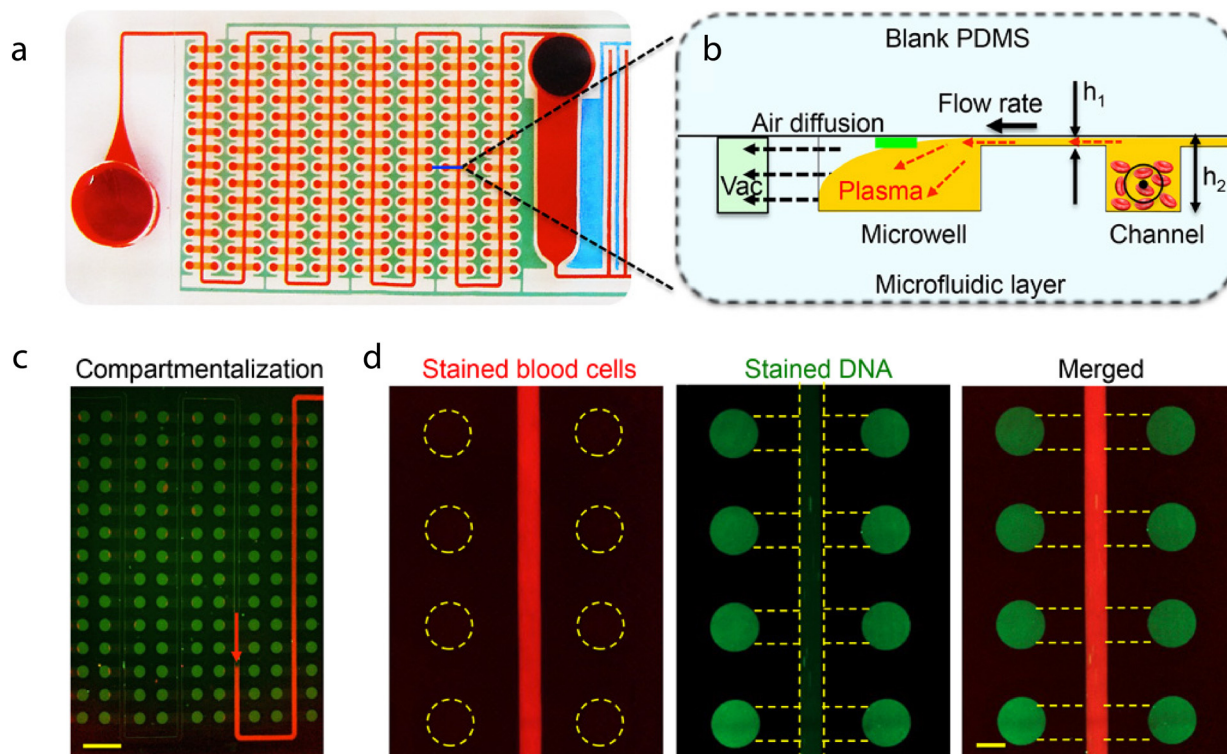 a
b
Blank PDMS
Flow rate
h1
Air diffusion
Vac
Plasma
h2
Microwell
Channel
Microfluidic layer
c
d
Compartmentalization
Stained blood cells
Stained DNA
Merged